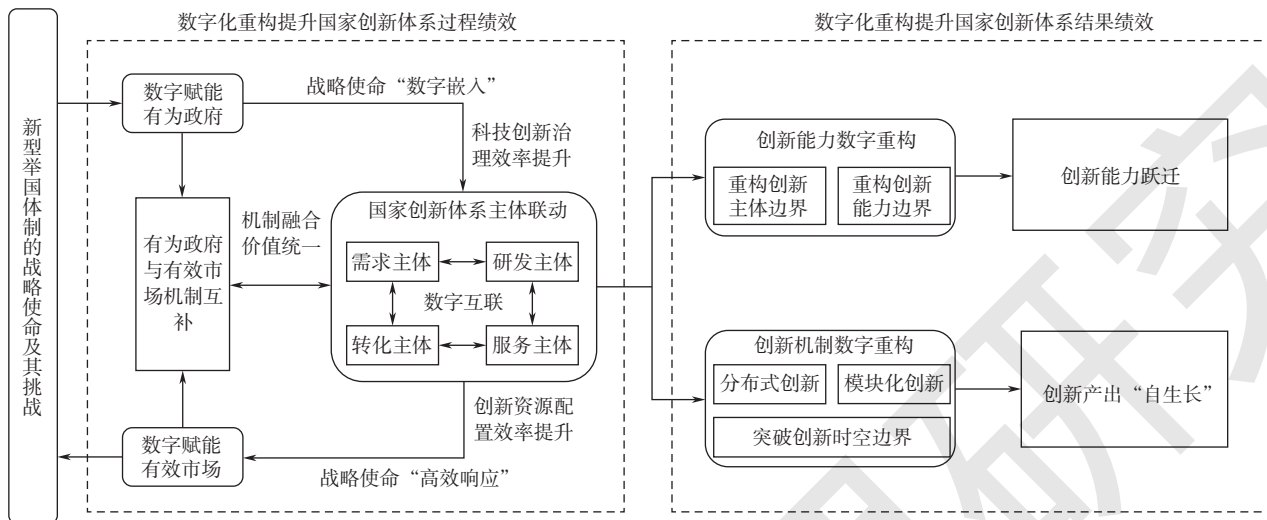 数字化重构提升国家创新体系过程绩效
数字化重构提升国家创新体系结果绩效
新型举国体制的战略使命及其挑战
数字赋能
有为政府
战略使命“数字嵌入”
科技创新治
理效率提升
有为政府
与有效市
场机制互
补
机制融合
价值统一
国家创新体系主体联动
需求主体
研发主体
数字互联
转化主体
服务主体
创新资源配
置效率提升
数字赋能
有效市场
战略使命“高效响应”
创新能力数字重构
重构创新
主体边界
重构创新
能力边界
创新能力跃迁
创新机制数字重构
分布式创新
模块化创新
突破创新时空边界
创新产出“自生长”
研究